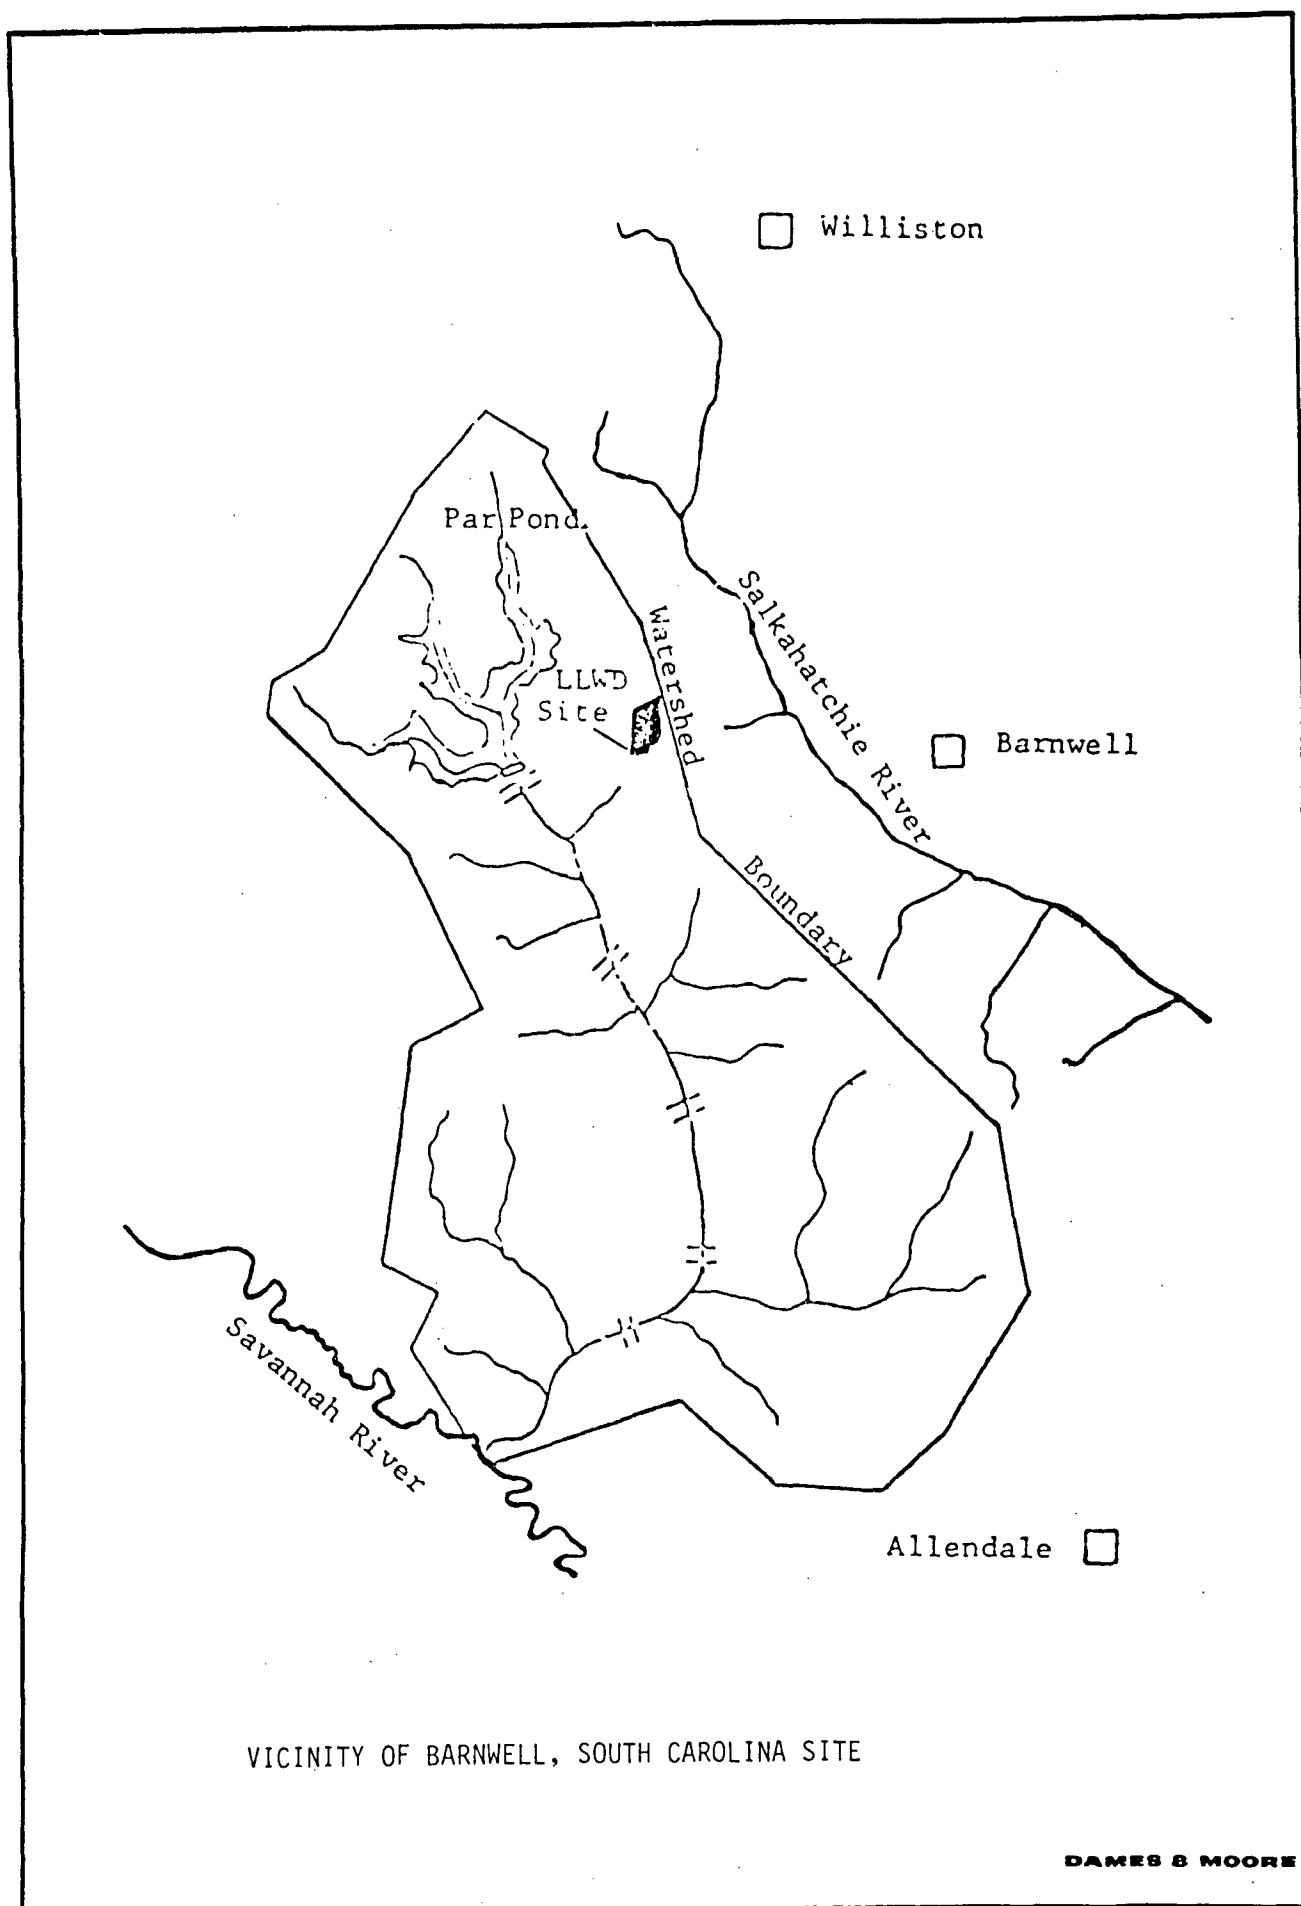 Williston
Par Pond
Salkahatchie River
Watershed
LLWD
Site
Barnwell
Boundary
Savannah River
Allendale
VICINITY OF BARNWELL, SOUTH CAROLINA SITE
DAMES & MOORE